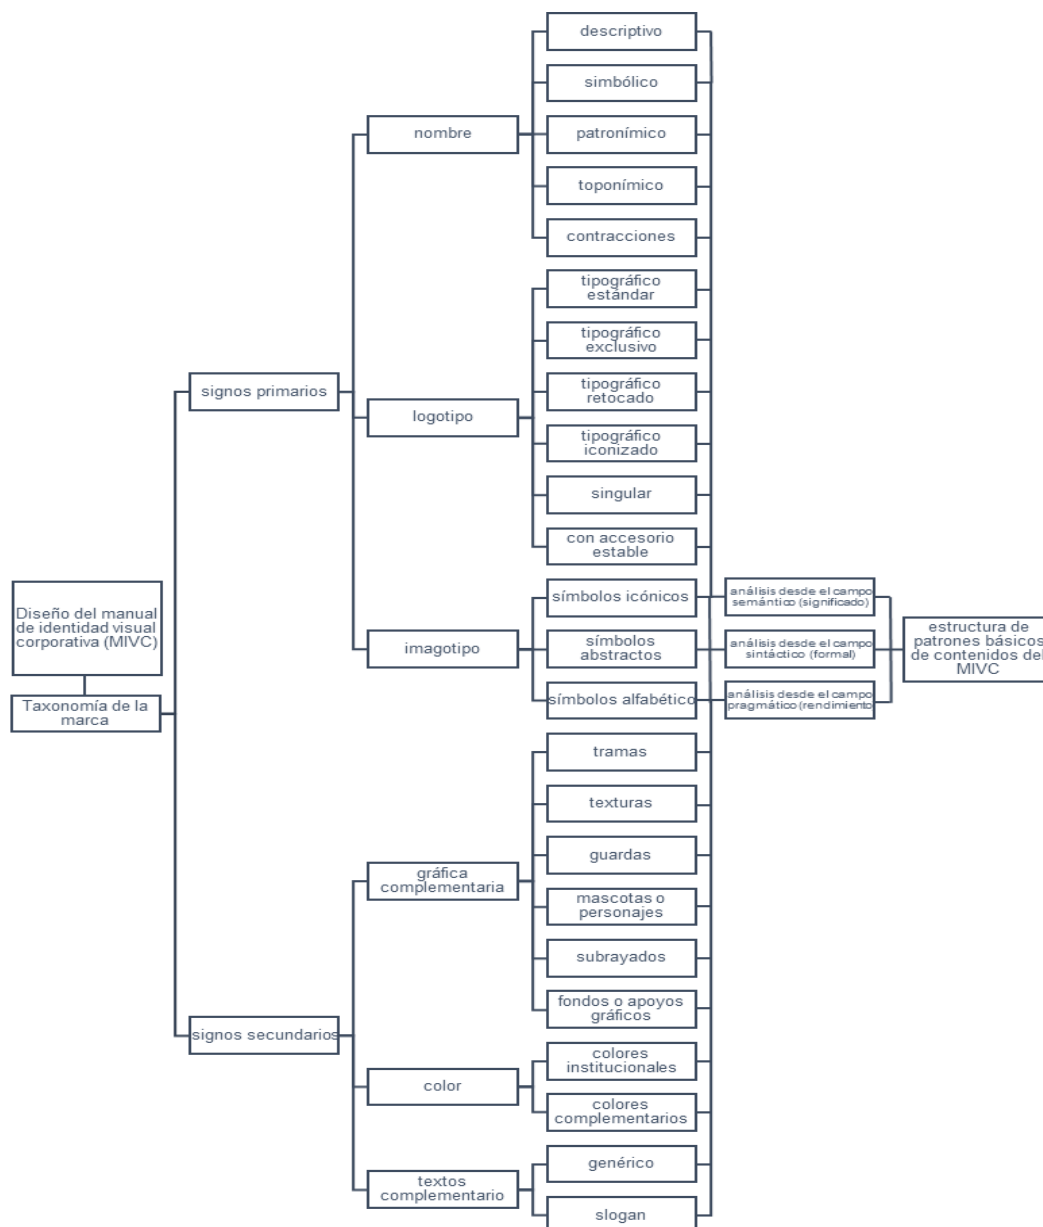 Diseño del manual
de identidad visual
corporativa (MIVC)
Taxonomía de la
marca
signos primarios
nombre
descriptivo
simbólico
patronímico
toponímico
contracciones
logotipo
tipográfico
estándar
tipográfico
exclusivo
tipográfico
retocado
tipográfico
iconizado
singular
con accesorio
estable
imagotipo
símbolos icónicos
símbolos
abstractos
símbolos alfabético
signos secundarios
gráfica
complementaria
tramas
texturas
guardas
mascotas o
personajes
subrayados
fondos o apoyos
gráficos
color
colores
institucionales
colores
complementarios
textos
complementario
genérico
slogan
análisis desde el campo
semántico (significado)
análisis desde el campo
sintáctico (formal)
análisis desde el campo
pragmático (rendimiento
estructura de
patrones básicos
de contenidos del
MIVC